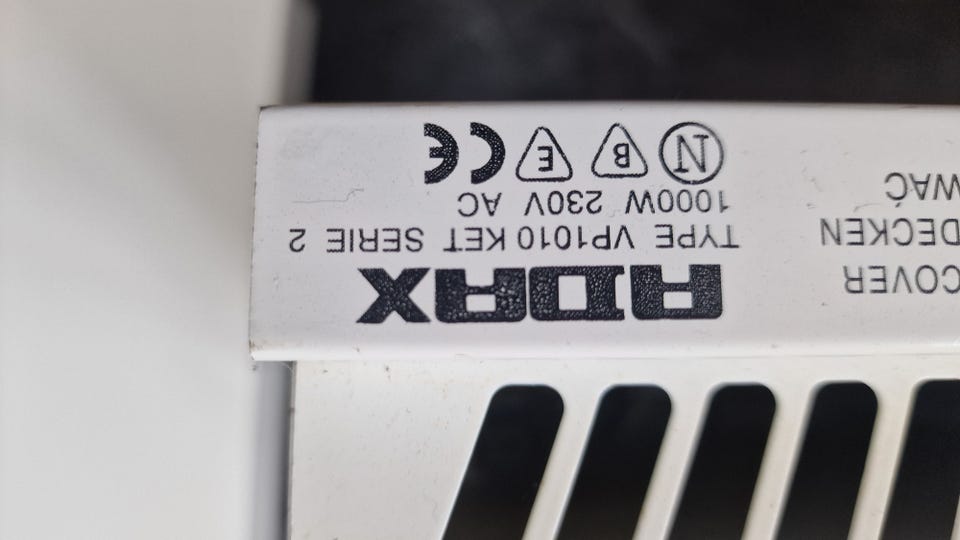 ADAX
TYPE VP1010 KET SERIE 2
1000W 230V AC
N B E CE
COVER
DECKEN
WAĆ